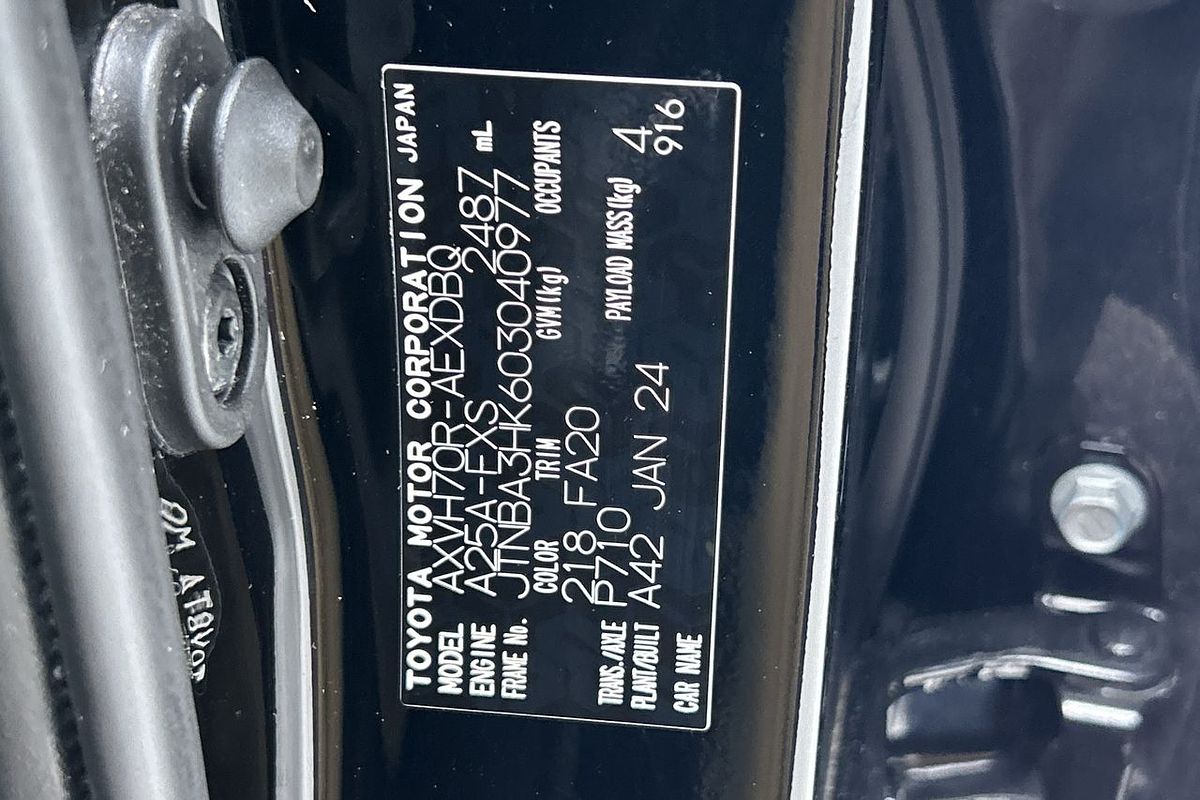 TOYOTA MOTOR CORPORATION JAPAN
MODEL AXVH70R-AEXDBQ
ENGINE A25A-FXS 2487 mL
FRAME No. JTNBA3HK603040977
COLOR TRIM GVM(kg) OCCUPANTS
218 FA20 4
TRANS./AXLE P710 PAYLOAD MASS(kg)
PLANT/BUILT A42 JAN 24 916
CAR NAME